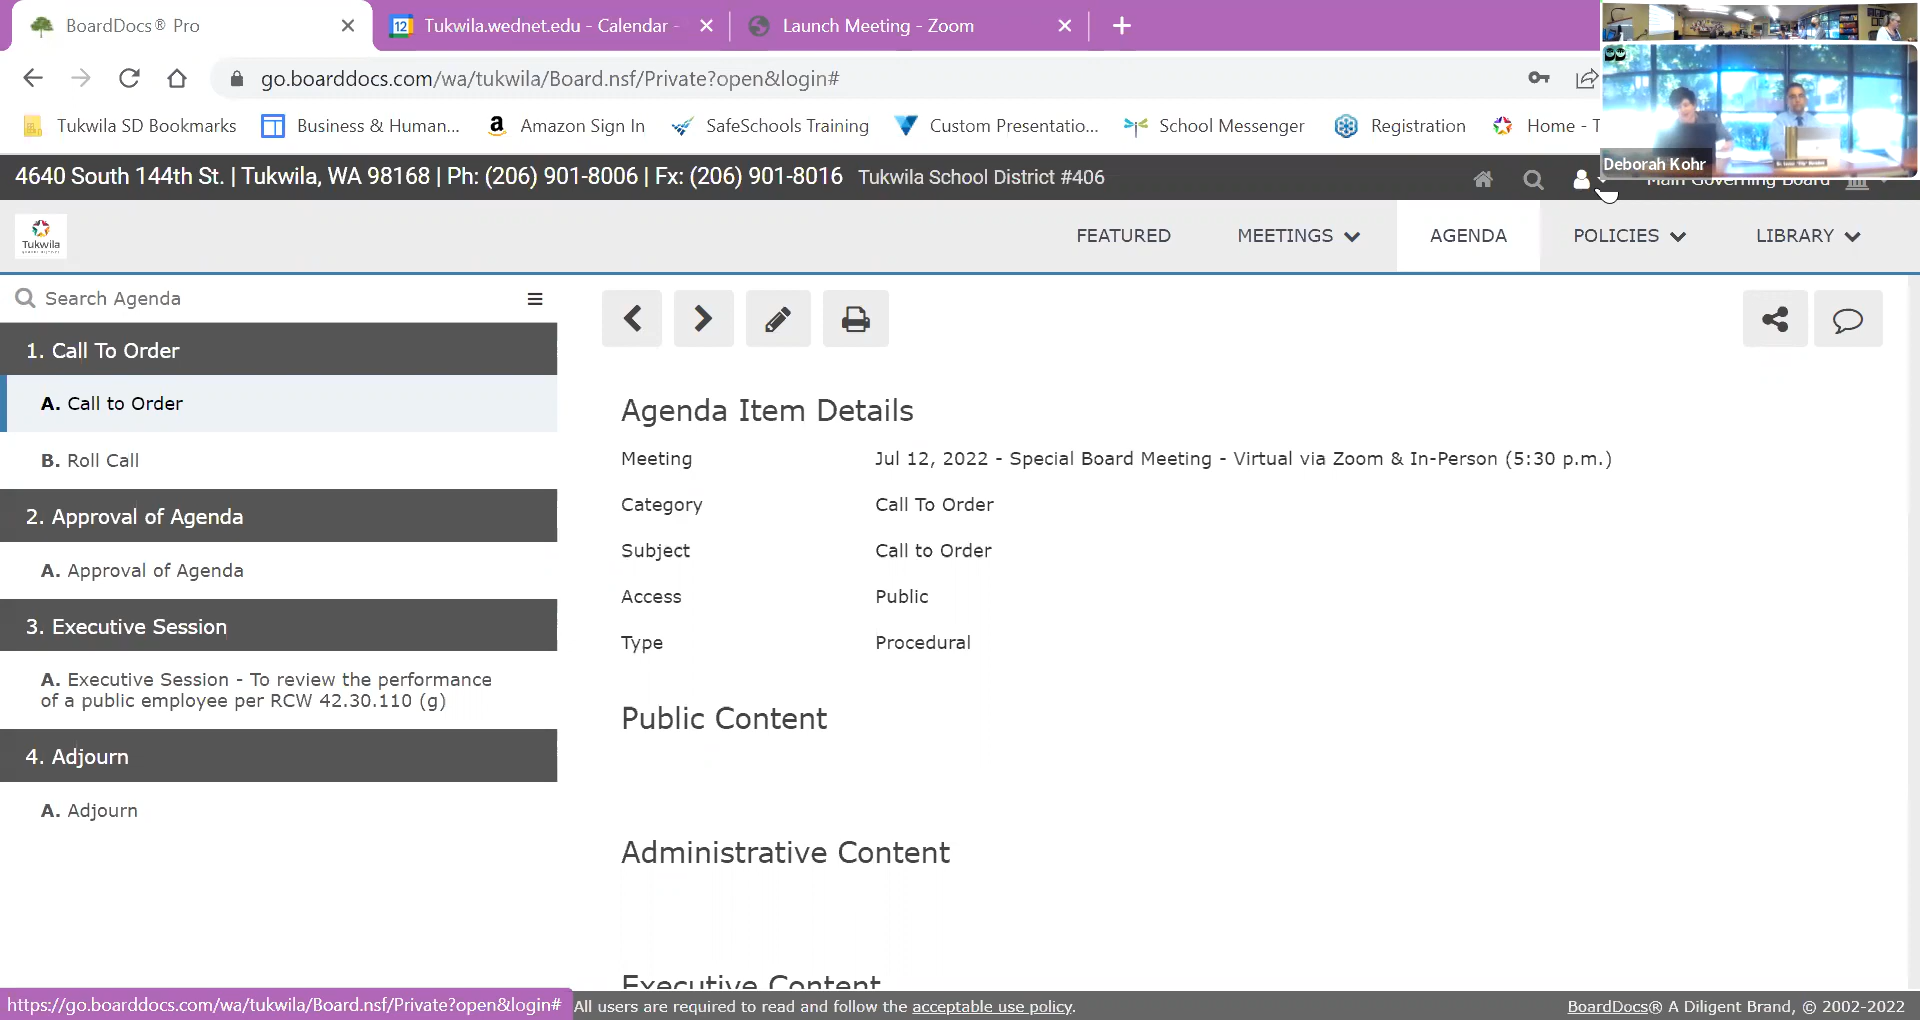 BoardDocs® Pro
12
Tukwila.wednet.edu - Calendar -
Launch Meeting - Zoom
go.boarddocs.com/wa/tukwila/Board.nsf/Private?open&login#
Tukwila SD Bookmarks
Business & Human...
Amazon Sign In
SafeSchools Training
Custom Presentatio...
School Messenger
Registration
Home - T
Deborah Kohr
4640 South 144th St. | Tukwila, WA 98168 | Ph: (206) 901-8006 | Fx: (206) 901-8016 Tukwila School District #406
Main Governing Board
Tukwila
FEATURED
MEETINGS
AGENDA
POLICIES
LIBRARY
Search Agenda
1. Call To Order
A. Call to Order
B. Roll Call
2. Approval of Agenda
A. Approval of Agenda
3. Executive Session
A. Executive Session - To review the performance
of a public employee per RCW 42.30.110 (g)
4. Adjourn
A. Adjourn
Agenda Item Details
Meeting Jul 12, 2022 - Special Board Meeting - Virtual via Zoom & In-Person (5:30 p.m.)
Category Call To Order
Subject Call to Order
Access Public
Type Procedural
Public Content
Administrative Content
Executive Content
https://go.boarddocs.com/wa/tukwila/Board.nsf/Private?open&login#
All users are required to read and follow the acceptable use policy.
BoardDocs® A Diligent Brand, © 2002-2022